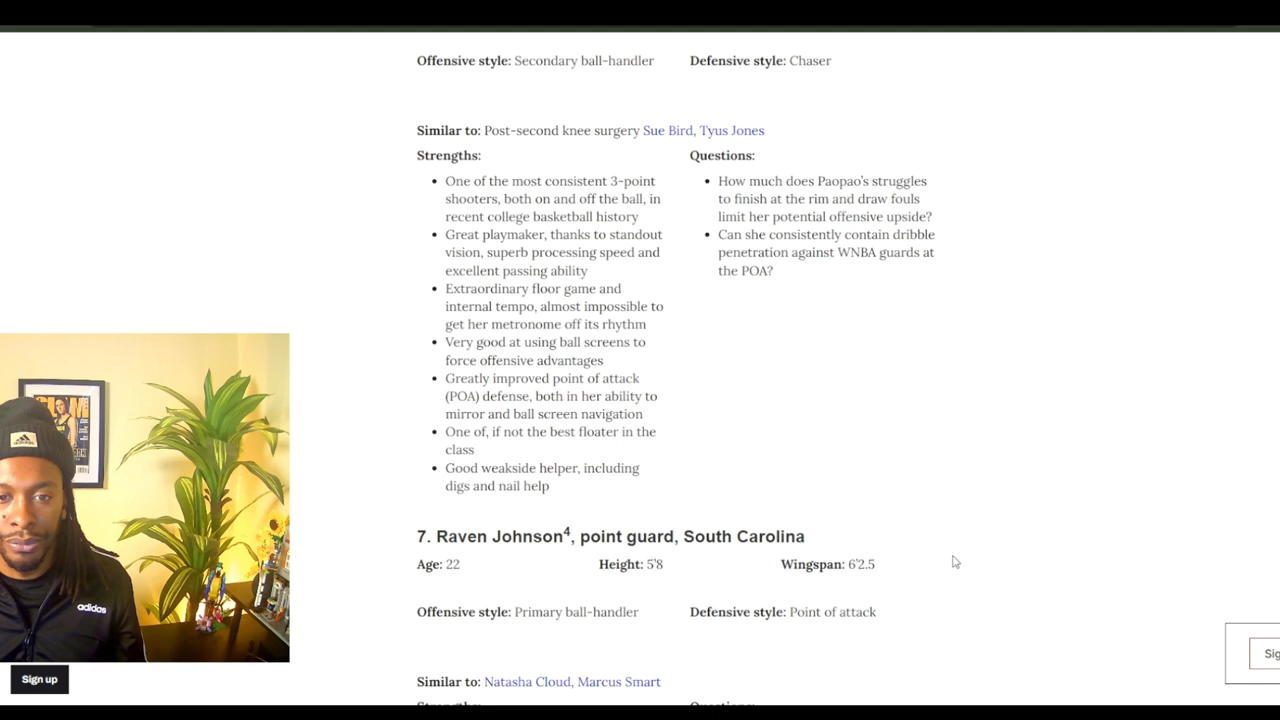 Offensive style: Secondary ball-handler
Defensive style: Chaser
Similar to: Post-second knee surgery Sue Bird, Tyus Jones
Strengths:
One of the most consistent 3-point
shooters, both on and off the ball, in
recent college basketball history
Great playmaker, thanks to standout
vision, superb processing speed and
excellent passing ability
Extraordinary floor game and
internal tempo, almost impossible to
get her metronome off its rhythm
Very good at using ball screens to
force offensive advantages
Greatly improved point of attack
(POA) defense, both in her ability to
mirror and ball screen navigation
One of, if not the best floater in the
class
Good weakside helper, including
digs and nail help
Questions:
How much does Paopao's struggles
to finish at the rim and draw fouls
limit her potential offensive upside?
Can she consistently contain dribble
penetration against WNBA guards at
the POA?
7. Raven Johnson4, point guard, South Carolina
Age: 22
Height: 5'8
Wingspan: 6'2.5
Offensive style: Primary ball-handler
Defensive style: Point of attack
Similar to: Natasha Cloud, Marcus Smart
SLAM
adidas
adidas
Sign up